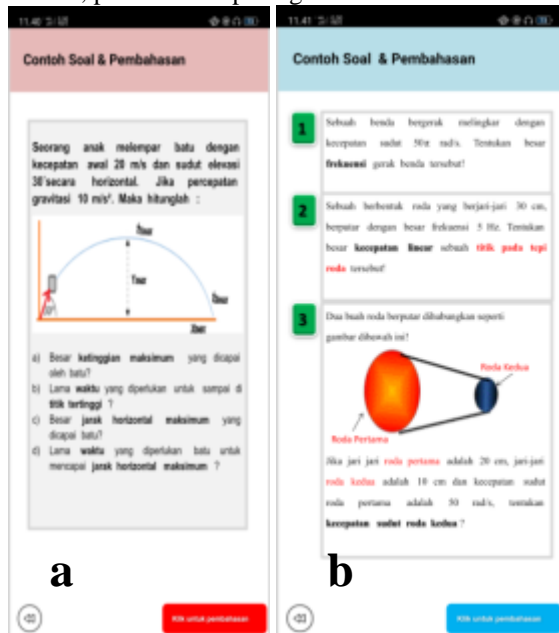 11.40
Contoh Soal & Pembahasan
Seorang anak melempar batu dengan
kecepatan awal 20 m/s dan sudut elevasi
30°secara horizontal. Jika percepatan
gravitasi 10 m/s². Maka hitunglah :
a) Besar ketinggian maksimum yang dicapai
oleh batu?
b) Lama waktu yang diperlukan untuk sampai di
titik tertinggi ?
c) Besar jarak horizontal maksimum yang
dicapai batu?
d) Lama waktu yang diperlukan batu untuk
mencapai jarak horizontal maksimum ?
a
Klik untuk pembahasan
11.41
Contoh Soal & Pembahasan
1
Sebuah benda bergerak melingkar dengan
kecepatan sudut 50π rad/s. Tentukan besar
frekuensi gerak benda tersebut!
2
Sebuah berbentuk roda yang berjari-jari 30 cm,
berputar dengan besar frekuensi 5 Hz. Tentukan
besar kecepatan linear sebuah titik pada tepi
roda tersebut!
3
Dua buah roda berputar dihubungkan seperti
gambar dibawah ini!
Roda Kedua
Roda Pertama
Jika jari jari roda pertama adalah 20 cm, jari-jari
roda kedua adalah 10 cm dan kecepatan sudut
roda pertama adalah 50 rad/s, tentukan
kecepatan sudut roda kedua ?
b
Klik untuk pembahasan